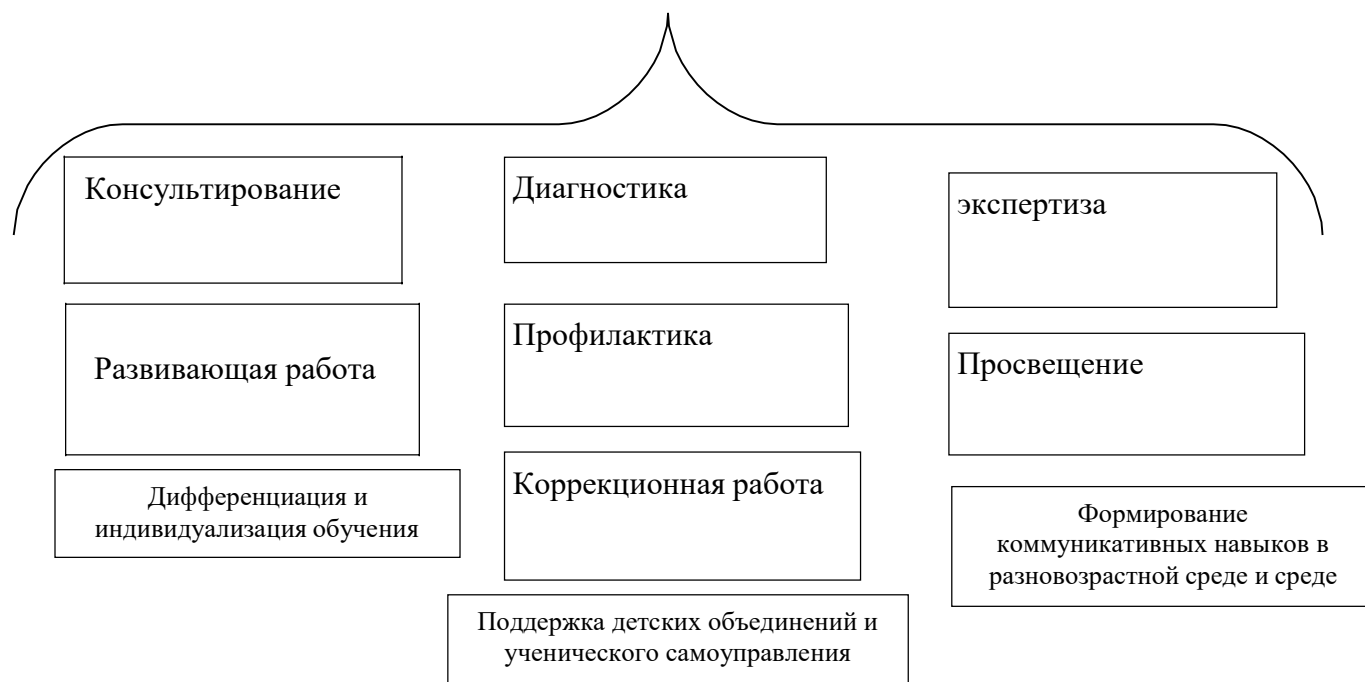 Консультирование
Диагностика
экспертиза
Развивающая работа
Профилактика
Просвещение
Дифференциация и
индивидуализация обучения
Коррекционная работа
Формирование
коммуникативных навыков в
разновозрастной среде и среде
Поддержка детских объединений и
ученического самоуправления